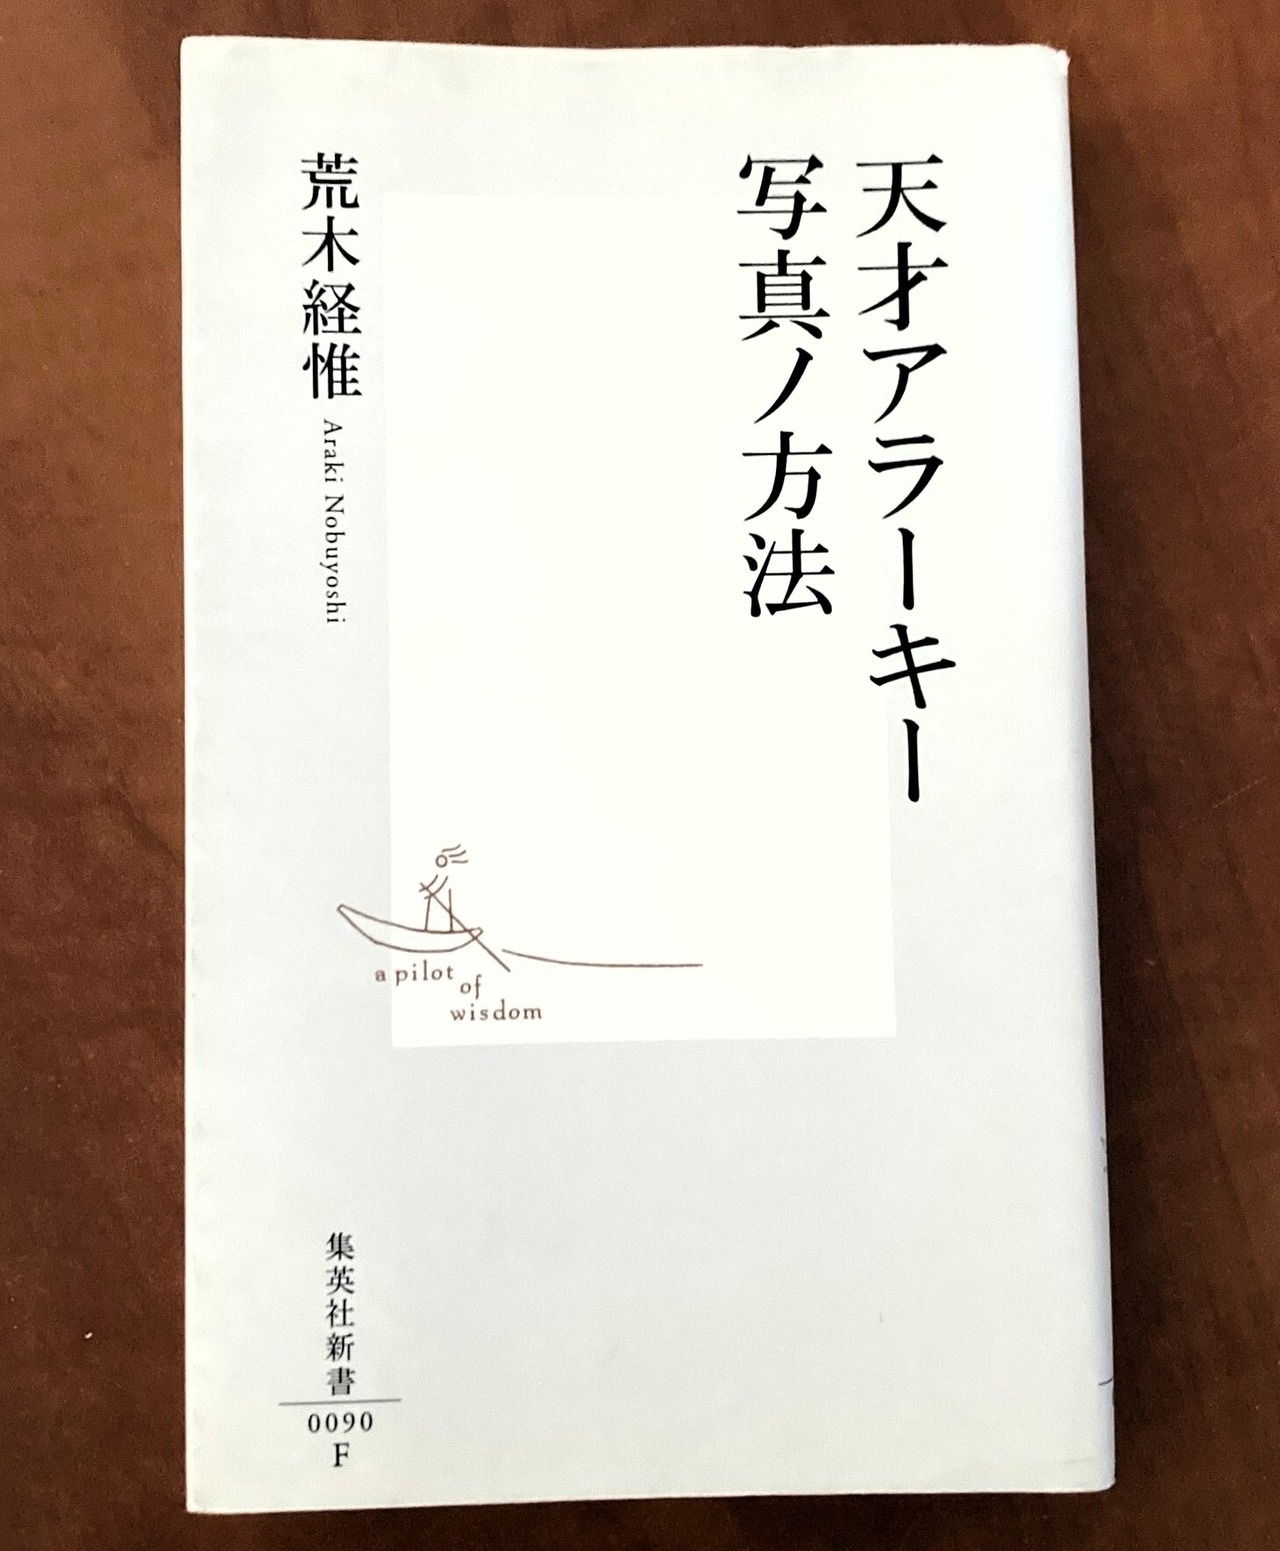 天才アラーキー
写真ノ方法
荒木経惟
Araki Nobuyoshi
a pilot
of
wisdom
集英社新書
0090
F